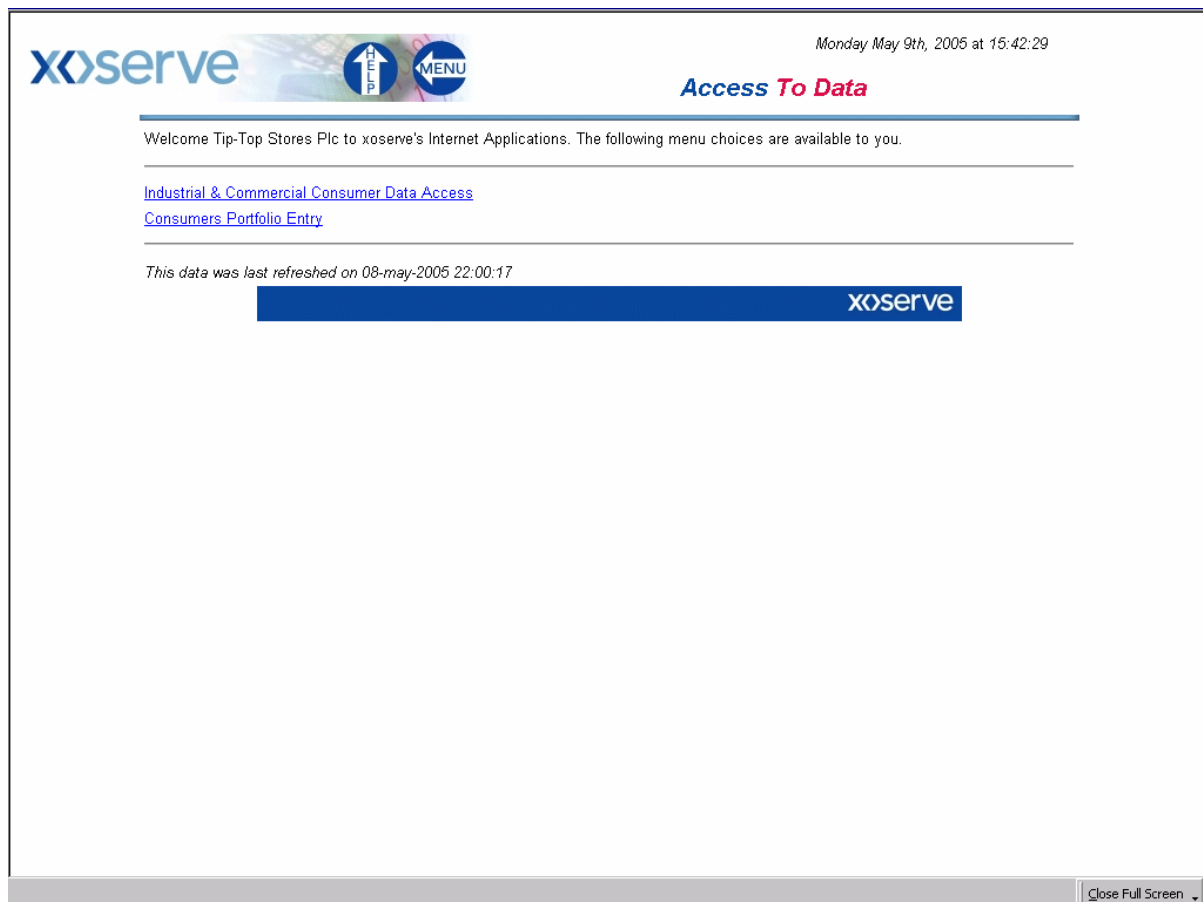 xoserve
HELP
MENU
Monday May 9th, 2005 at 15:42:29
Access To Data
Welcome Tip-Top Stores Plc to xoserve's Internet Applications. The following menu choices are available to you.
Industrial & Commercial Consumer Data Access
Consumers Portfolio Entry
This data was last refreshed on 08-may-2005 22:00:17
xoserve
Close Full Screen